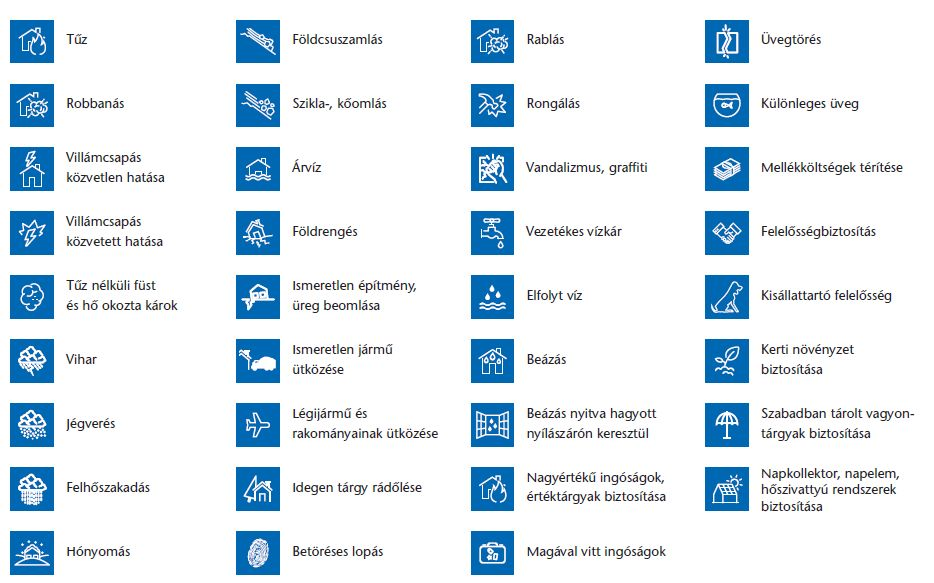 Tűz
Robbanás
Villámcsapás
közvetlen hatása
Villámcsapás
közvetett hatása
Tűz nélküli füst
és hő okozta károk
Vihar
Jégverés
Felhőszakadás
Hónyomás
Földcsuszamlás
Szikla-, kőomlás
Árvíz
Földrengés
Ismeretlen építmény,
üreg beomlása
Ismeretlen jármű
ütközése
Légijármű és
rakományainak ütközése
Idegen tárgy rádőlése
Betöréses lopás
Rablás
Rongálás
Vandalizmus, graffiti
Vezetékes vízkár
Elfolyt víz
Beázás
Beázás nyitva hagyott
nyílászárón keresztül
Nagyértékű ingóságok,
értéktárgyak biztosítása
Magával vitt ingóságok
Üvegtörés
Különleges üveg
Mellékköltségek térítése
Felelősségbiztosítás
Kisállattartó felelősség
Kerti növényzet
biztosítása
Szabadban tárolt vagyon-
tárgyak biztosítása
Napkollektor, napelem,
hőszivattyú rendszerek
biztosítása